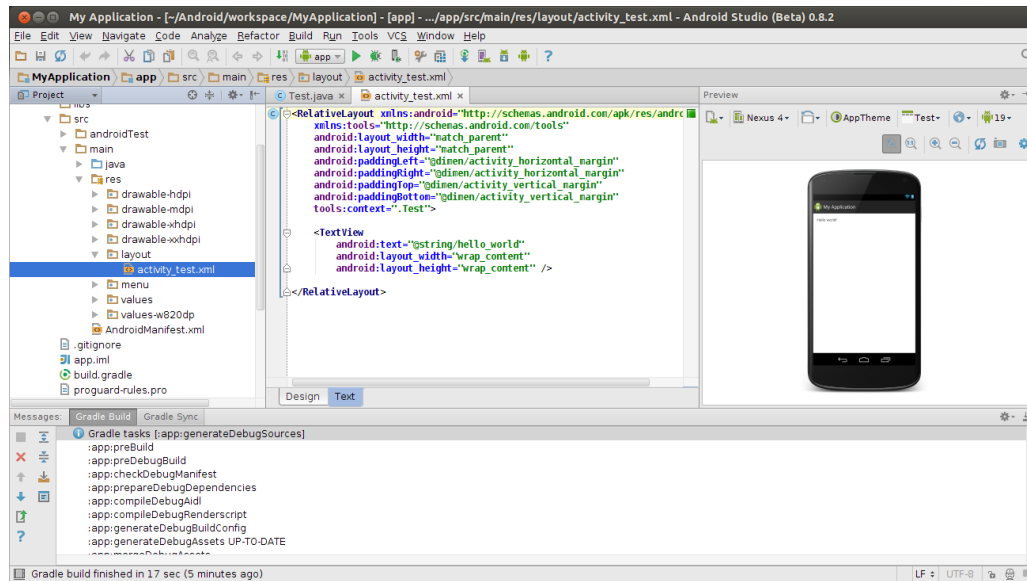 My Application - [~/Android/workspace/MyApplication] - [app] - .../app/src/main/res/layout/activity_test.xml - Android Studio (Beta) 0.8.2
File Edit View Navigate Code Analyze Refactor Build Run Tools VCS Window Help
app
MyApplication app src main res layout activity_test.xml
Project
Test.java × activity_test.xml ×
Preview
libs
src
androidTest
main
java
res
drawable-hdpi
drawable-mdpi
drawable-xhdpi
drawable-xxhdpi
layout
activity_test.xml
menu
values
values-w820dp
AndroidManifest.xml
.gitignore
app.iml
build.gradle
proguard-rules.pro
<RelativeLayout xmlns:android="http://schemas.android.com/apk/res/andro
xmlns:tools="http://schemas.android.com/tools"
android:layout_width="match_parent"
android:layout_height="match_parent"
android:paddingLeft="@dimen/activity_horizontal_margin"
android:paddingRight="@dimen/activity_horizontal_margin"
android:paddingTop="@dimen/activity_vertical_margin"
android:paddingBottom="@dimen/activity_vertical_margin"
tools:context=".Test">
<TextView
android:text="@string/hello_world"
android:layout_width="wrap_content"
android:layout_height="wrap_content" />
</RelativeLayout>
Design Text
Nexus 4 AppTheme Test 19
My Application
Hello world!
Messages: Gradle Build Gradle Sync
Gradle tasks [:app:generateDebugSources]
:app:preBuild
:app:preDebugBuild
:app:checkDebugManifest
:app:prepareDebugDependencies
:app:compileDebugAidl
:app:compileDebugRenderscript
:app:generateDebugBuildConfig
:app:generateDebugAssets UP-TO-DATE
:app:mergeDebugAssets
Gradle build finished in 17 sec (5 minutes ago)
LF UTF-8